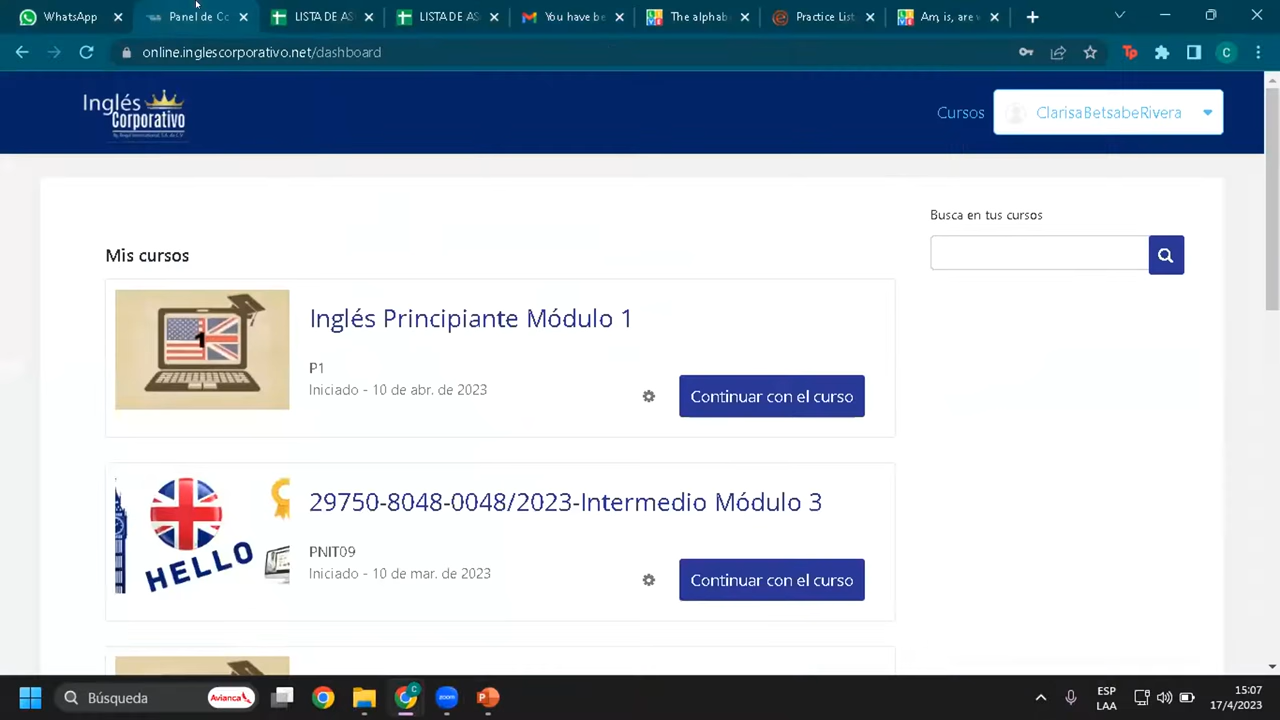 WhatsApp
Panel de Cc
LISTA DE AS
LISTA DE AS
You have be
The alphab
Practice List
Am, is, are v
online.inglescorporativo.net/dashboard
C
Inglés
Corporativo
Cursos
ClarisaBetsabeRivera
Busca en tus cursos
Mis cursos
1
Inglés Principiante Módulo 1
P1
Iniciado - 10 de abr. de 2023
Continuar con el curso
HELLO
29750-8048-0048/2023-Intermedio Módulo 3
PNIT09
Iniciado - 10 de mar. de 2023
Continuar con el curso
Búsqueda
Avianca
ESP
LAA
15:07
17/4/2023